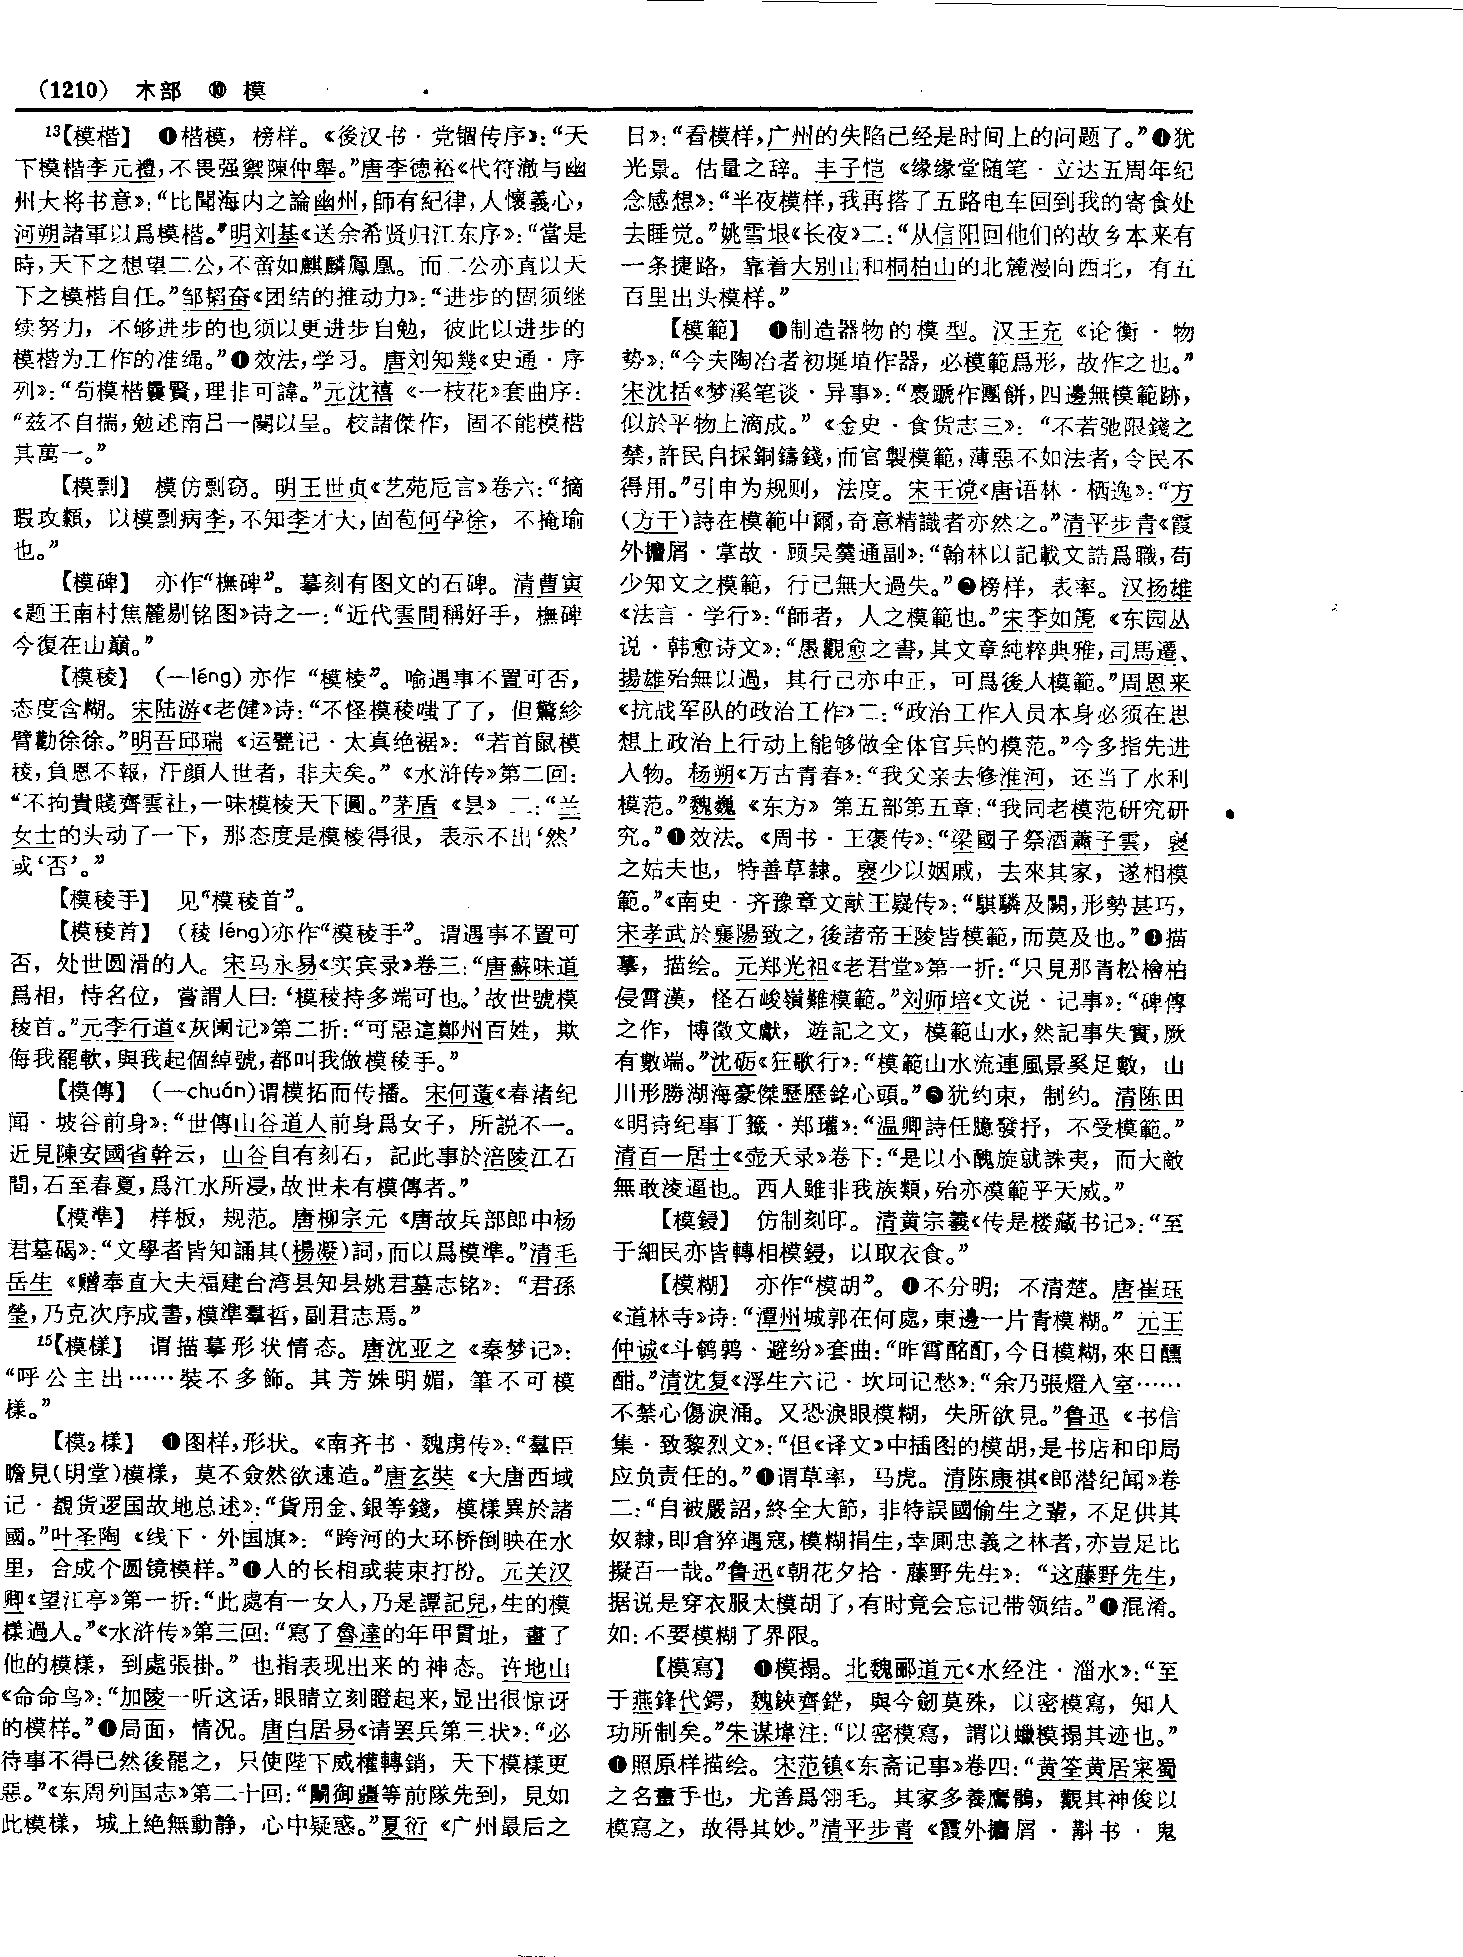 (1210) 木部 ⑩ 模
13【模楷】 ❶楷模，榜样。《後汉书·党锢传序》：“天
下模楷李元禮，不畏强禦陳仲舉。”唐李德裕《代符澈与幽
州大将书意》：“比聞海内之論幽州，師有紀律，人懷義心，
河朔諸軍以爲模楷。”明刘基《送余希贤归江东序》：“當是
時，天下之想望二公，不啻如麒麟鳳凰。而二公亦直以天
下之模楷自任。”邹韬奋《团结的推动力》：“进步的固须继
续努力，不够进步的也须以更进步自勉，彼此以进步的
模楷为工作的准绳。”❶效法，学习。唐刘知幾《史通·序
列》：“苟模楷曩賢，理非可諱。”元沈禧《一枝花》套曲序：
“兹不自揣，勉述南吕一闋以呈。校諸傑作，固不能模楷
其萬一。”
【模剽】 模仿剽窃。明王世贞《艺苑卮言》卷六：“摘
瑕攻纇，以模剽病李，不知李才大，固苞何孕徐，不掩瑜
也。”
【模碑】 亦作“橅碑”。摹刻有图文的石碑。清曹寅
《题王南村焦麓剔铭图》诗之一：“近代雲間稱好手，橅碑
今復在山巔。”
【模稜】 (—léng)亦作“模棱”。喻遇事不置可否，
态度含糊。宋陆游《老健》诗：“不怪模稜嗤了了，但驚紾
臂勸徐徐。”明吾邱瑞《运甓记·太真绝裾》：“若首鼠模
棱，負恩不報，汗顔人世者，非夫矣。”《水浒传》第二回：
“不拘貴賤齊雲社，一味模棱天下圓。”茅盾《昙》二：“兰
女士的头动了一下，那态度是模棱得很，表示不出‘然’
或‘否’。”
【模稜手】 见“模稜首”。
【模稜首】 (稜 léng)亦作“模稜手”。谓遇事不置可
否，处世圆滑的人。宋马永易《实宾录》卷三：“唐蘇味道
爲相，恃名位，嘗謂人曰：‘模稜持多端可也。’故世號模
稜首。”元李行道《灰阑记》第二折：“可惡這鄭州百姓，欺
侮我罷軟，與我起個綽號，都叫我做模稜手。”
【模傳】 (—chuán)谓模拓而传播。宋何薳《春渚纪
闻·坡谷前身》：“世傳山谷道人前身爲女子，所説不一。
近見陳安國省幹云，山谷自有刻石，記此事於涪陵江石
間，石至春夏，爲江水所浸，故世未有模傳者。”
【模準】 样板，规范。唐柳宗元《唐故兵部郎中杨
君墓碣》：“文學者皆知誦其(楊凝)詞，而以爲模準。”清毛
岳生《赠奉直大夫福建台湾县知县姚君墓志铭》：“君孫
瑩，乃克次序成書，模準羣哲，副君志焉。”
15【模樣】 谓描摹形状情态。唐沈亚之《秦梦记》：
“呼公主出……裝不多飾。其芳姝明媚，筆不可模
樣。”
【模2樣】 ❶图样，形状。《南齐书·魏虏传》：“羣臣
瞻見(明堂)模樣，莫不僉然欲速造。”唐玄奘《大唐西域
记·覩货逻国故地总述》：“貨用金、銀等錢，模樣異於諸
國。”叶圣陶《线下·外国旗》：“跨河的大环桥倒映在水
里，合成个圆镜模样。”❶人的长相或装束打扮。元关汉
卿《望江亭》第一折：“此處有一女人，乃是譚記兒，生的模
樣過人。”《水浒传》第三回：“寫了魯達的年甲貫址，畫了
他的模樣，到處張掛。”也指表现出来的神态。许地山
《命命鸟》：“加陵一听这话，眼睛立刻瞪起来，显出很惊讶
的模样。”❶局面，情况。唐白居易《请罢兵第三状》：“必
待事不得已然後罷之，只使陛下威權轉銷，天下模樣更
惡。”《东周列国志》第二十回：“鬭御疆等前隊先到，見如
此模樣，城上絶無動静，心中疑惑。”夏衍《广州最后之
日》：“看模样，广州的失陷已经是时间上的问题了。”❶犹
光景。估量之辞。丰子恺《缘缘堂随笔·立达五周年纪
念感想》：“半夜模样，我再搭了五路电车回到我的寄食处
去睡觉。”姚雪垠《长夜》二：“从信阳回他们的故乡本来有
一条捷路，靠着大别山和桐柏山的北麓漫向西北，有五
百里出头模样。”
【模範】 ❶制造器物的模型。汉王充《论衡·物
势》：“今夫陶冶者初埏埴作器，必模範爲形，故作之也。”
宋沈括《梦溪笔谈·异事》：“褭蹏作團餅，四邊無模範跡，
似於平物上滴成。”《金史·食货志三》：“不若弛限錢之
禁，許民自採銅鑄錢，而官製模範，薄惡不如法者，令民不
得用。”引申为规则，法度。宋王谠《唐语林·栖逸》：“方
(方干)詩在模範中爾，奇意精識者亦然之。”清平步青《霞
外攟屑·掌故·顾吴羹通副》：“翰林以記載文誥爲職，苟
少知文之模範，行己無大過失。”❷榜样，表率。汉扬雄
《法言·学行》：“師者，人之模範也。”宋李如篪《东园丛
说·韩愈诗文》：“愚觀愈之書，其文章純粹典雅，司馬遷、
揚雄殆無以過，其行己亦中正，可爲後人模範。”周恩来
《抗战军队的政治工作》二：“政治工作人员本身必须在思
想上政治上行动上能够做全体官兵的模范。”今多指先进
人物。杨朔《万古青春》：“我父亲去修淮河，还当了水利
模范。”魏巍《东方》第五部第五章：“我同老模范研究研
究。”❶效法。《周书·王褒传》：“梁國子祭酒蕭子雲，襃
之姑夫也，特善草隸。襃少以姻戚，去來其家，遂相模
範。”《南史·齐豫章文献王嶷传》：“騏驎及闕，形勢甚巧，
宋孝武於襄陽致之，後諸帝王陵皆模範，而莫及也。”❶描
摹，描绘。元郑光祖《老君堂》第一折：“只見那青松檜柏
侵霄漢，怪石峻嶺難模範。”刘师培《文说·记事》：“碑傳
之作，博徵文獻，遊記之文，模範山水，然記事失實，厥
有數端。”沈砺《狂歌行》：“模範山水流連風景奚足數，山
川形勝湖海豪傑歷歷銘心頭。”❺犹约束，制约。清陈田
《明诗纪事丁籤·郑瓘》：“温卿詩任臆發抒，不受模範。”
清百一居士《壶天录》卷下：“是以小醜旋就誅夷，而大敵
無敢淩逼也。西人雖非我族類，殆亦模範乎天威。”
【模鋟】 仿制刻印。清黄宗羲《传是楼藏书记》：“至
于細民亦皆轉相模鋟，以取衣食。”
【模糊】 亦作“模胡”。❶不分明；不清楚。唐崔珏
《道林寺》诗：“潭州城郭在何處，東邊一片青模糊。”元王
仲诚《斗鹌鹑·避纷》套曲：“昨霄酩酊，今日模糊，來日醺
酣。”清沈复《浮生六记·坎坷记愁》：“余乃張燈入室……
不禁心傷淚涌。又恐淚眼模糊，失所欲見。”鲁迅《书信
集·致黎烈文》：“但《译文》中插图的模胡，是书店和印局
应负责任的。”❶谓草率，马虎。清陈康祺《郎潜纪闻》卷
二：“自被嚴詔，終全大節，非特誤國偷生之輩，不足供其
奴隸，即倉猝遇寇，模糊捐生，幸厠忠義之林者，亦豈足比
擬百一哉。”鲁迅《朝花夕拾·藤野先生》：“这藤野先生，
据说是穿衣服太模胡了，有时竟会忘记带领结。”❶混淆。
如：不要模糊了界限。
【模寫】 ❶模搨。北魏郦道元《水经注·淄水》：“至
于燕鋒代鍔，魏鋏齊鋩，與今劒莫殊，以密模寫，知人
功所制矣。”朱谋㙔注：“以密模寫，謂以蠟模搨其迹也。”
❶照原样描绘。宋范镇《东斋记事》卷四：“黄筌黄居寀蜀
之名畫手也，尤善爲翎毛。其家多養鷹鶻，觀其神俊以
模寫之，故得其妙。”清平步青《霞外攟屑·斠书·鬼